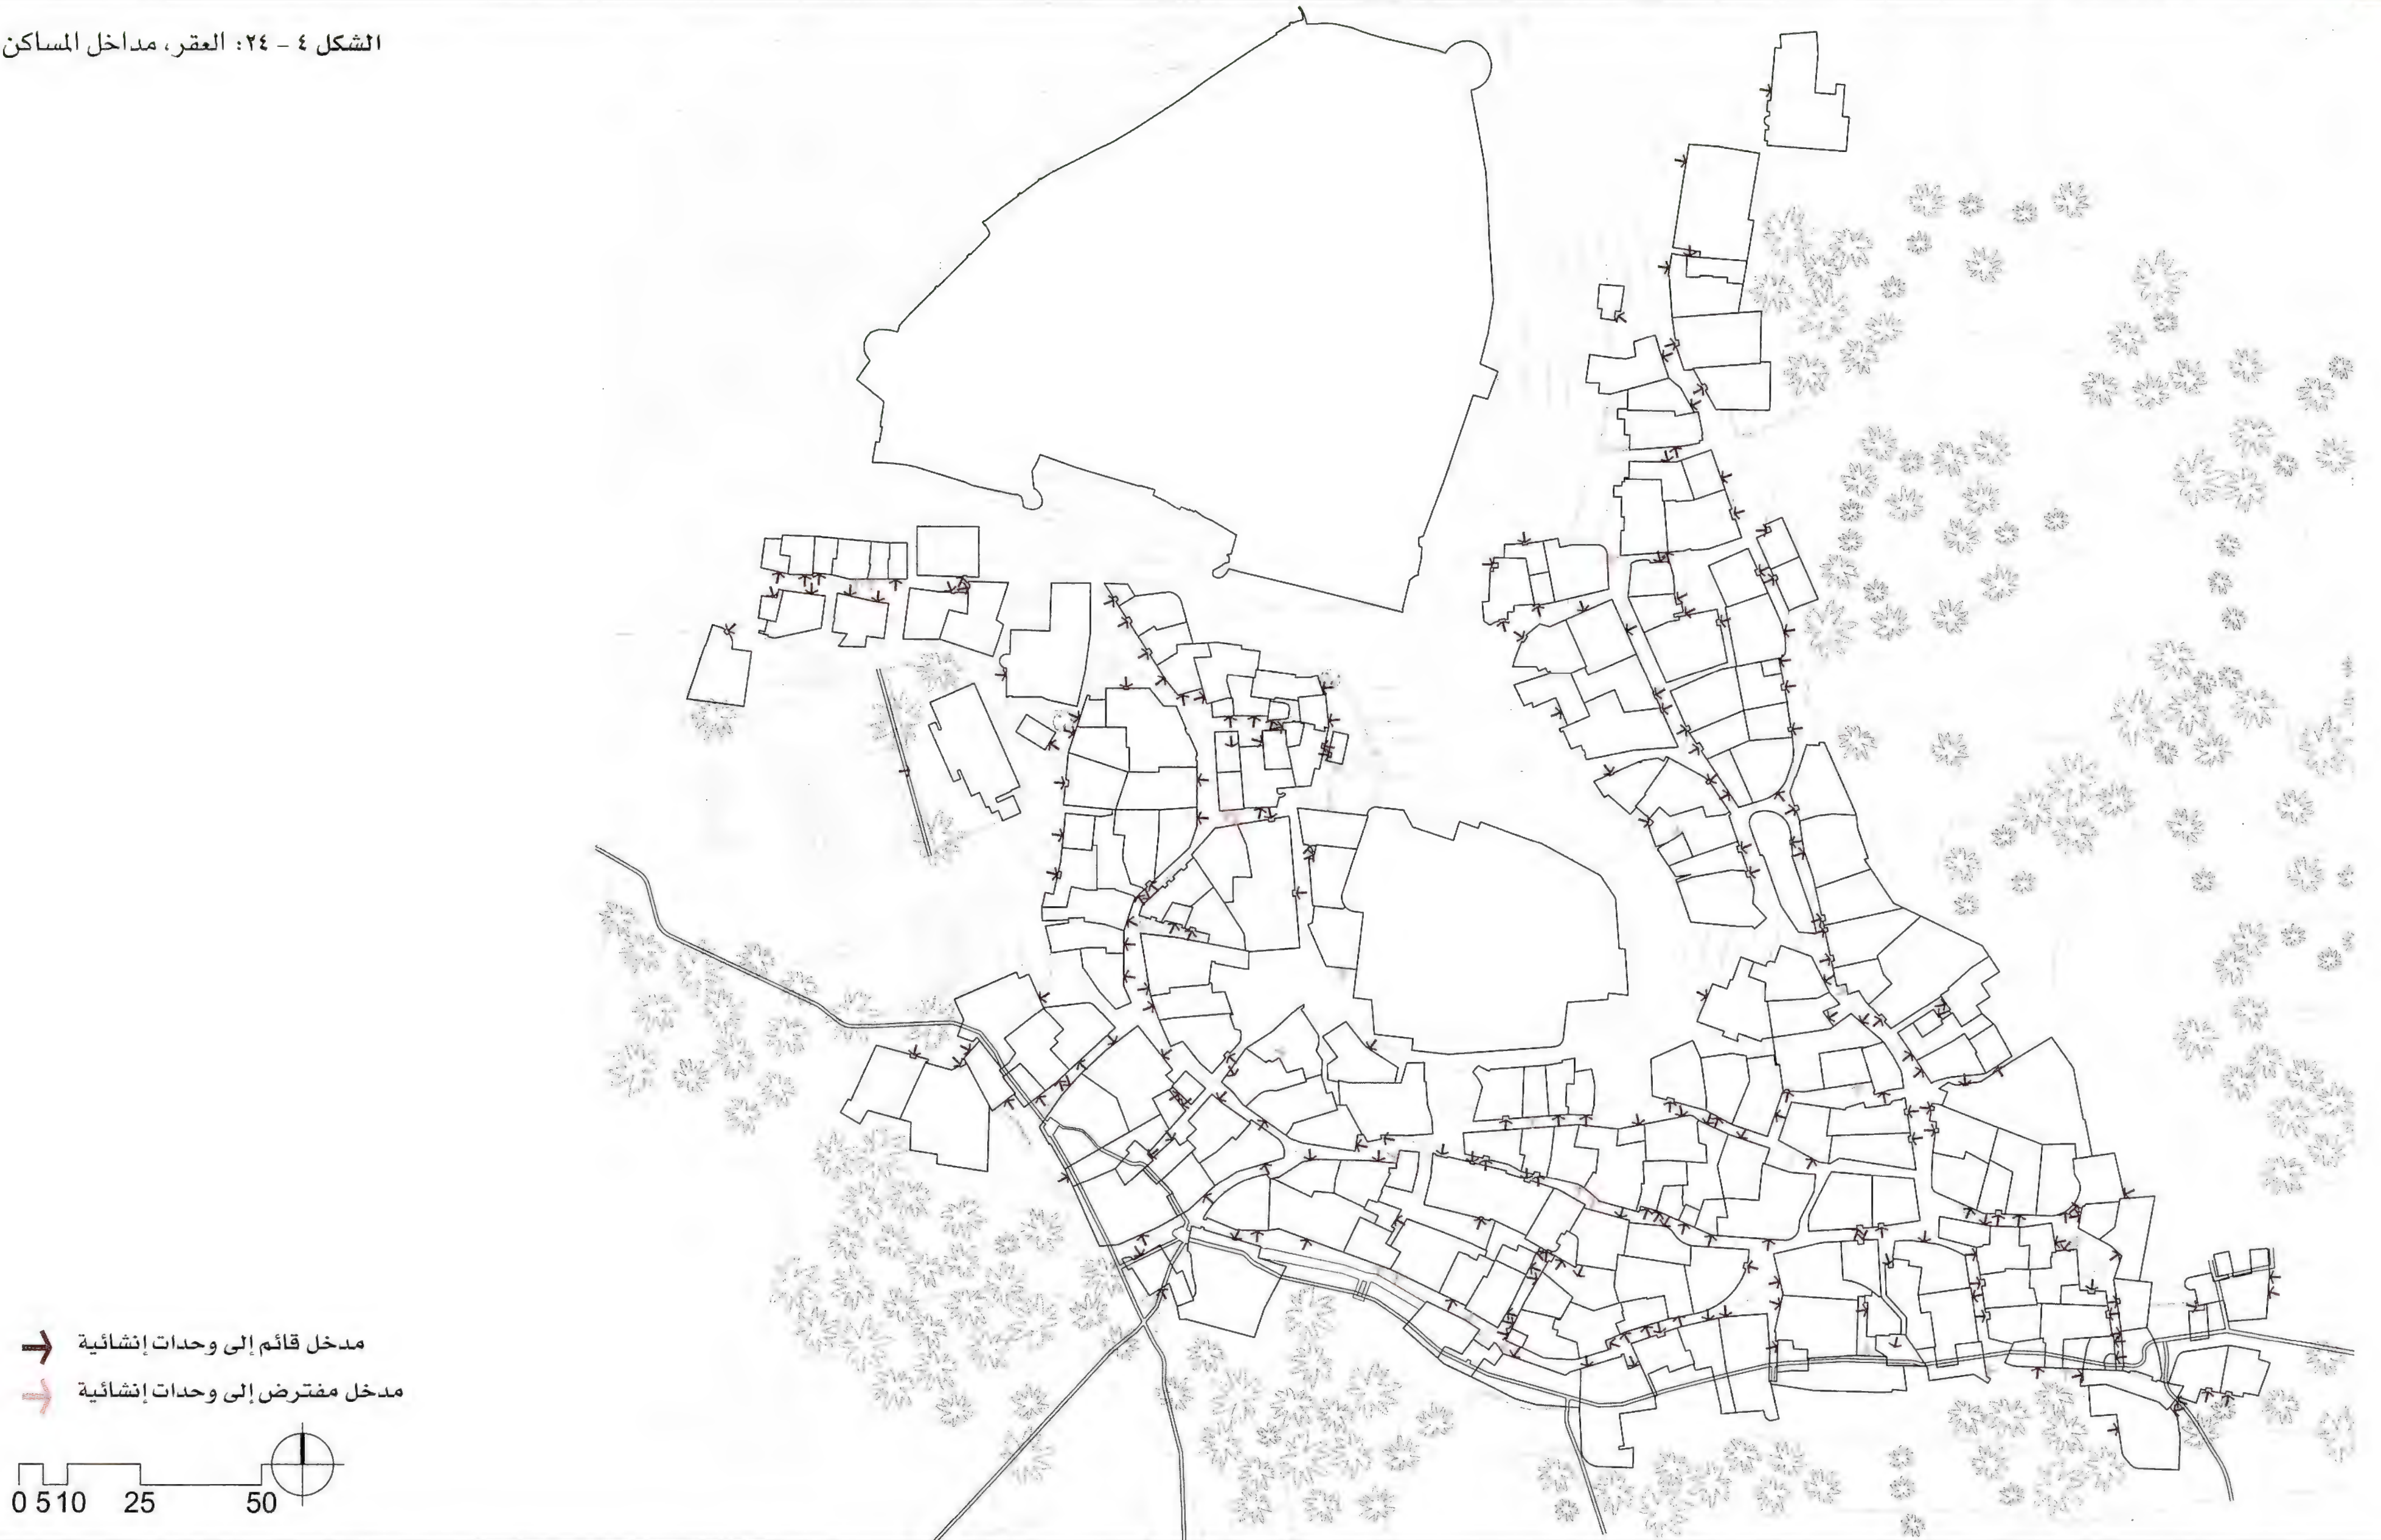 الشكل ٤ – ٢٤: العقر، مداخل المساكن
مدخل قائم إلى وحدات إنشائية
مدخل مفترض إلى وحدات إنشائية
0 5 10 25 50